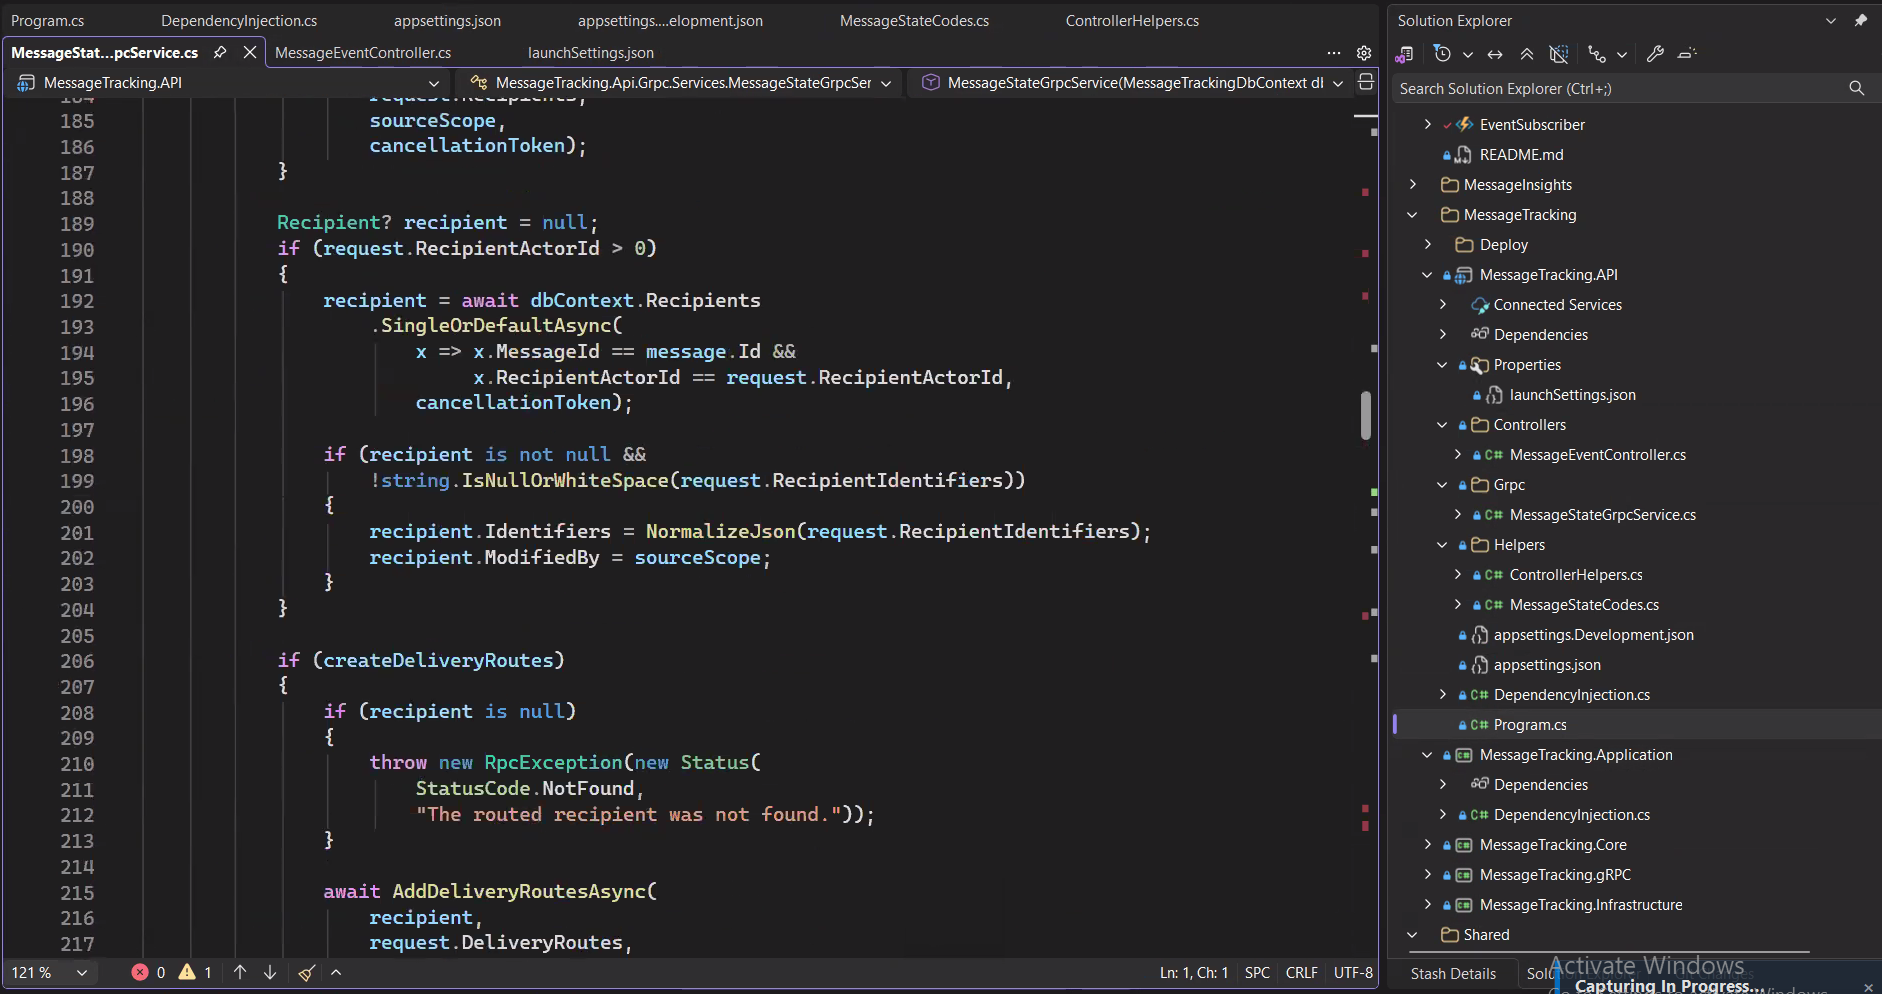 Program.cs DependencyInjection.cs appsettings.json appsettings....elopment.json MessageStateCodes.cs ControllerHelpers.cs
MessageStat...pcService.cs MessageEventController.cs launchSettings.json
MessageTracking.API MessageTracking.Api.Grpc.Services.MessageStateGrpcSer MessageStateGrpcService(MessageTrackingDbContext dt
184 request.Recipients,
185 sourceScope,
186 cancellationToken);
187 }
188
189 Recipient? recipient = null;
190 if (request.RecipientActorId > 0)
191 {
192 recipient = await dbContext.Recipients
193 .SingleOrDefaultAsync(
194 x => x.MessageId == message.Id &&
195 x.RecipientActorId == request.RecipientActorId,
196 cancellationToken);
197
198 if (recipient is not null &&
199 !string.IsNullOrWhiteSpace(request.RecipientIdentifiers))
200 {
201 recipient.Identifiers = NormalizeJson(request.RecipientIdentifiers);
202 recipient.ModifiedBy = sourceScope;
203 }
204 }
205
206 if (createDeliveryRoutes)
207 {
208 if (recipient is null)
209 {
210 throw new RpcException(new Status(
211 StatusCode.NotFound,
212 "The routed recipient was not found."));
213 }
214
215 await AddDeliveryRoutesAsync(
216 recipient,
217 request.DeliveryRoutes,
121 % 0 1 Ln: 1, Ch: 1 SPC CRLF UTF-8
Solution Explorer
Search Solution Explorer (Ctrl+;)
EventSubscriber
README.md
MessageInsights
MessageTracking
Deploy
MessageTracking.API
Connected Services
Dependencies
Properties
launchSettings.json
Controllers
C# MessageEventController.cs
Grpc
C# MessageStateGrpcService.cs
Helpers
C# ControllerHelpers.cs
C# MessageStateCodes.cs
appsettings.Development.json
appsettings.json
C# DependencyInjection.cs
C# Program.cs
MessageTracking.Application
Dependencies
C# DependencyInjection.cs
MessageTracking.Core
MessageTracking.gRPC
MessageTracking.Infrastructure
Shared
Stash Details
Activate Windows
Capturing In Progress...